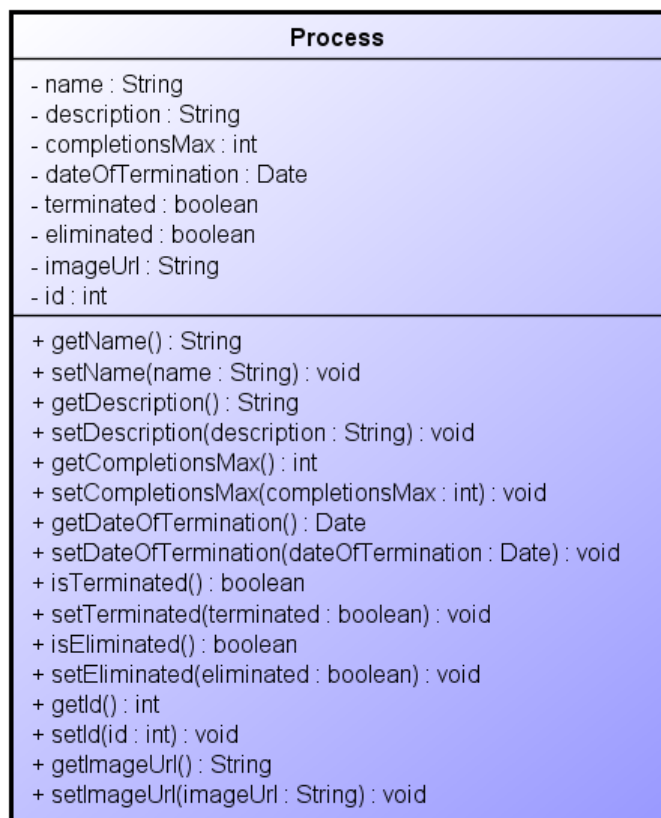 Process
- name : String
- description : String
- completionsMax : int
- dateOfTermination : Date
- terminated : boolean
- eliminated : boolean
- imageUrl : String
- id : int
+ getName() : String
+ setName(name : String) : void
+ getDescription() : String
+ setDescription(description : String) : void
+ getCompletionsMax() : int
+ setCompletionsMax(completionsMax : int) : void
+ getDateOfTermination() : Date
+ setDateOfTermination(dateOfTermination : Date) : void
+ isTerminated() : boolean
+ setTerminated(terminated : boolean) : void
+ isEliminated() : boolean
+ setEliminated(eliminated : boolean) : void
+ getId() : int
+ setId(id : int) : void
+ getImageUrl() : String
+ setImageUrl(imageUrl : String) : void